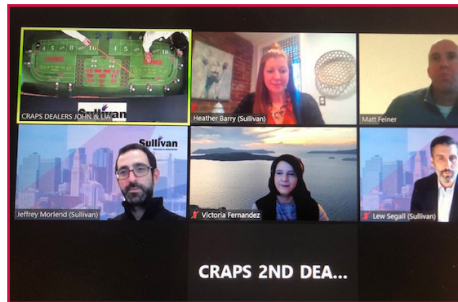 Sullivan
CRAPS DEALERS JOHN & LIA
Heather Barry (Sullivan)
Matt Feiner
Sullivan
Jeffrey Morlend (Sullivan)
Victoria Fernandez
Lew Segall (Sullivan)
CRAPS 2ND DEA...